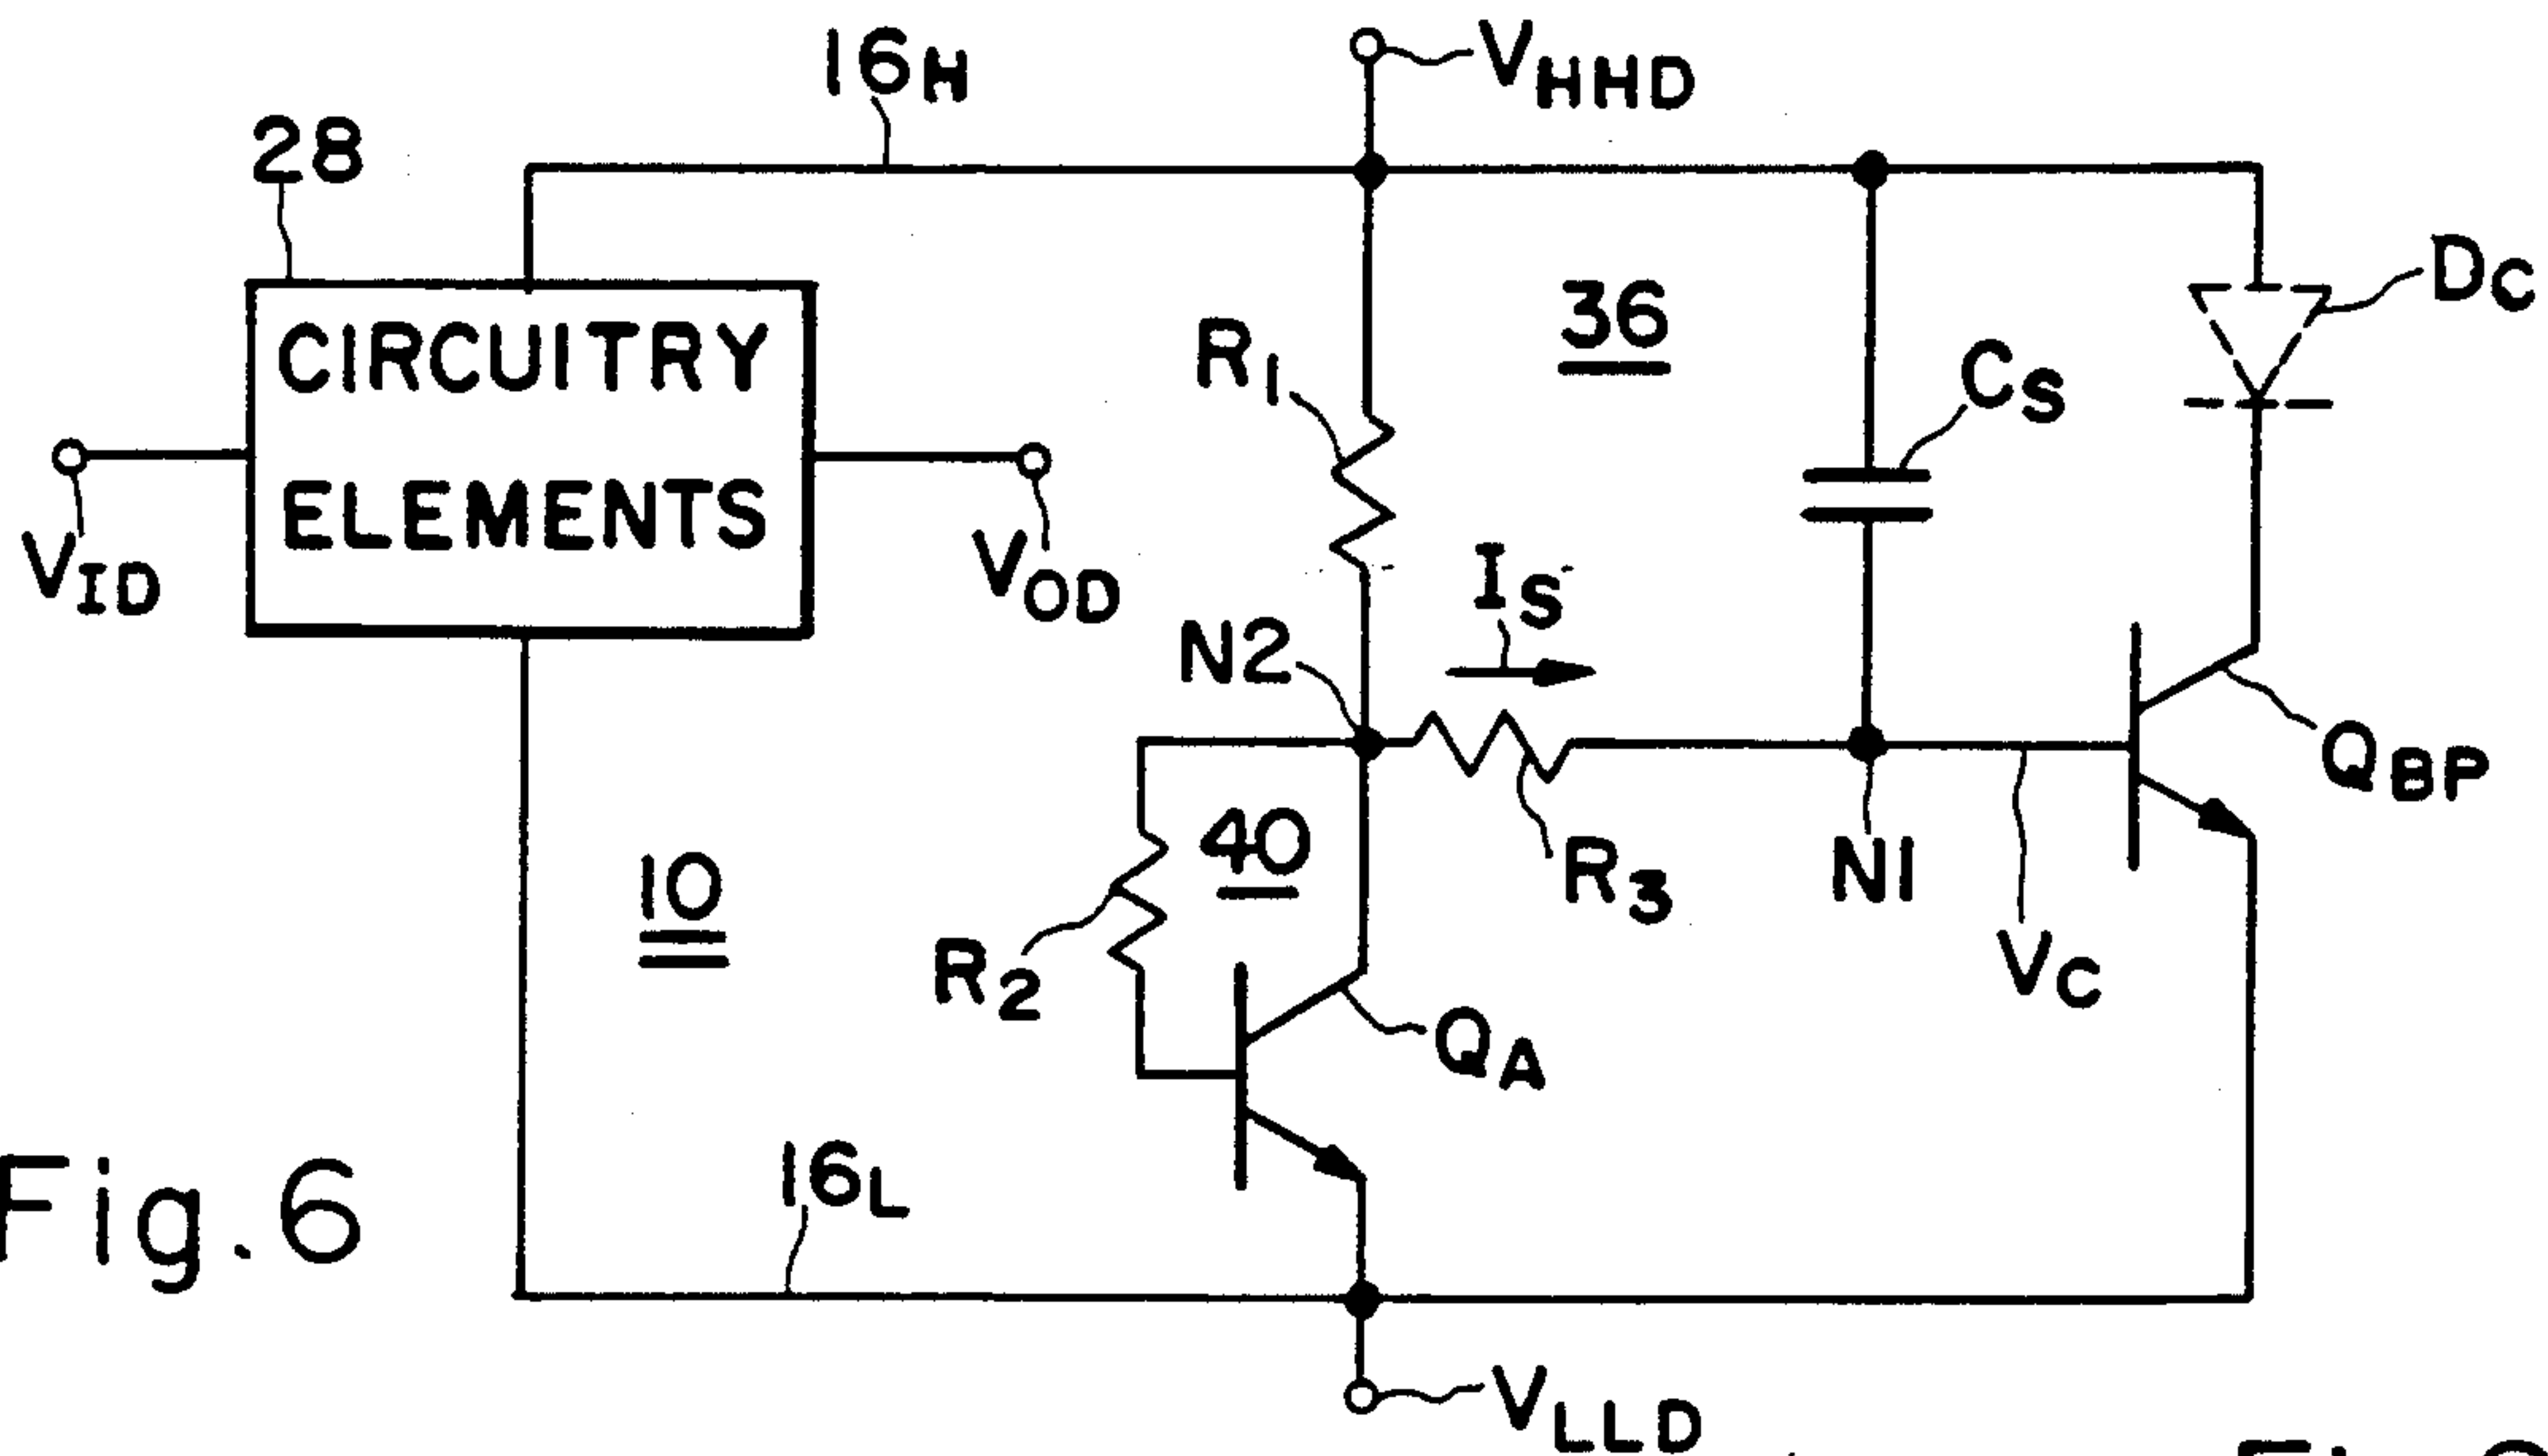 16H
VHHD
28
DC
36
R1
CS
CIRCUITRY
ELEMENTS
VID
VOD
IS
N2
QBP
40
R3
N1
10
R2
VC
QA
16L
Fig. 6
VLLD